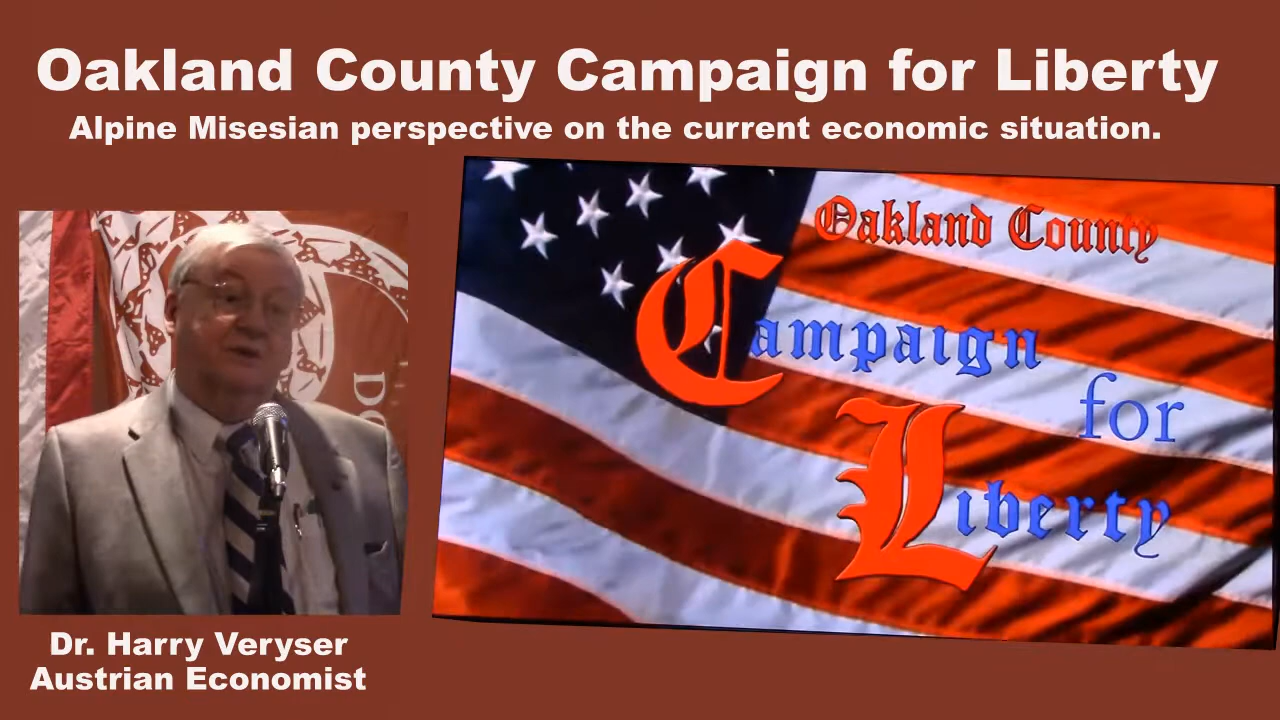 Oakland County Campaign for Liberty
Alpine Misesian perspective on the current economic situation.
Oakland County
Campaign
for
Liberty
Dr. Harry Veryser
Austrian Economist